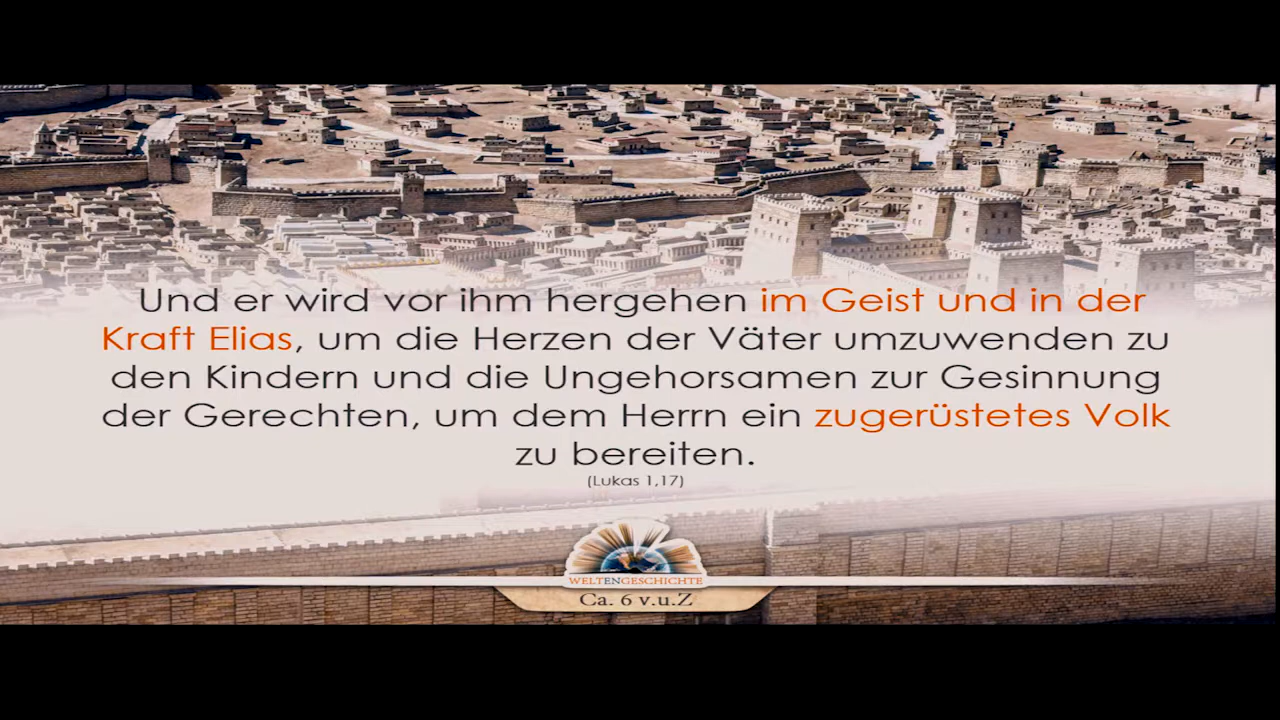 Und er wird vor ihm hergehen im Geist und in der
Kraft Elias, um die Herzen der Väter umzuwenden zu
den Kindern und die Ungehorsamen zur Gesinnung
der Gerechten, um dem Herrn ein zugerüstetes Volk
zu bereiten.
(Lukas 1,17)
WELTENGESCHICHTE
Ca. 6 v.u.Z